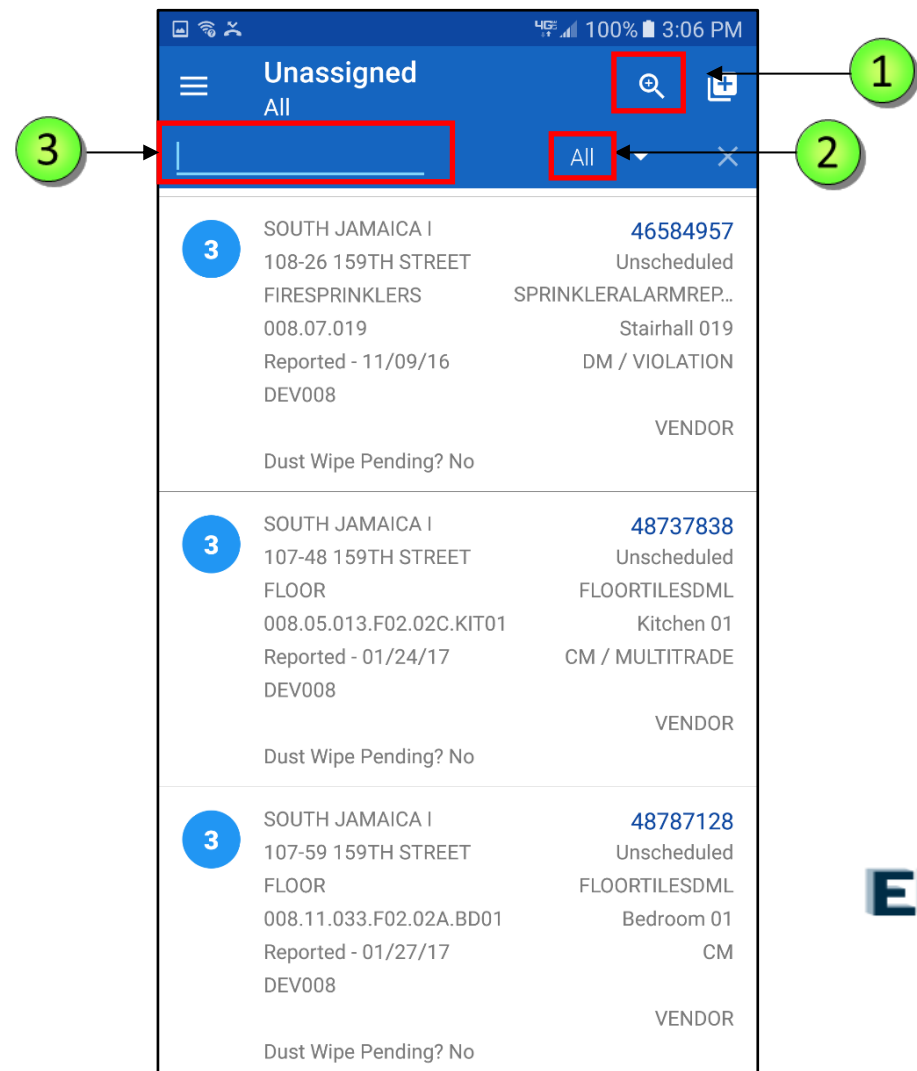 4G 100% 3:06 PM
Unassigned
All
1
3
All
2
3
SOUTH JAMAICA I 46584957
108-26 159TH STREET Unscheduled
FIRESPRINKLERS SPRINKLERALARMREP...
008.07.019 Stairhall 019
Reported - 11/09/16 DM / VIOLATION
DEV008
VENDOR
Dust Wipe Pending? No
3
SOUTH JAMAICA I 48737838
107-48 159TH STREET Unscheduled
FLOOR FLOORTILESDML
008.05.013.F02.02C.KIT01 Kitchen 01
Reported - 01/24/17 CM / MULTITRADE
DEV008
VENDOR
Dust Wipe Pending? No
3
SOUTH JAMAICA I 48787128
107-59 159TH STREET Unscheduled
FLOOR FLOORTILESDML
008.11.033.F02.02A.BD01 Bedroom 01
Reported - 01/27/17 CM
DEV008
VENDOR
Dust Wipe Pending? No
E